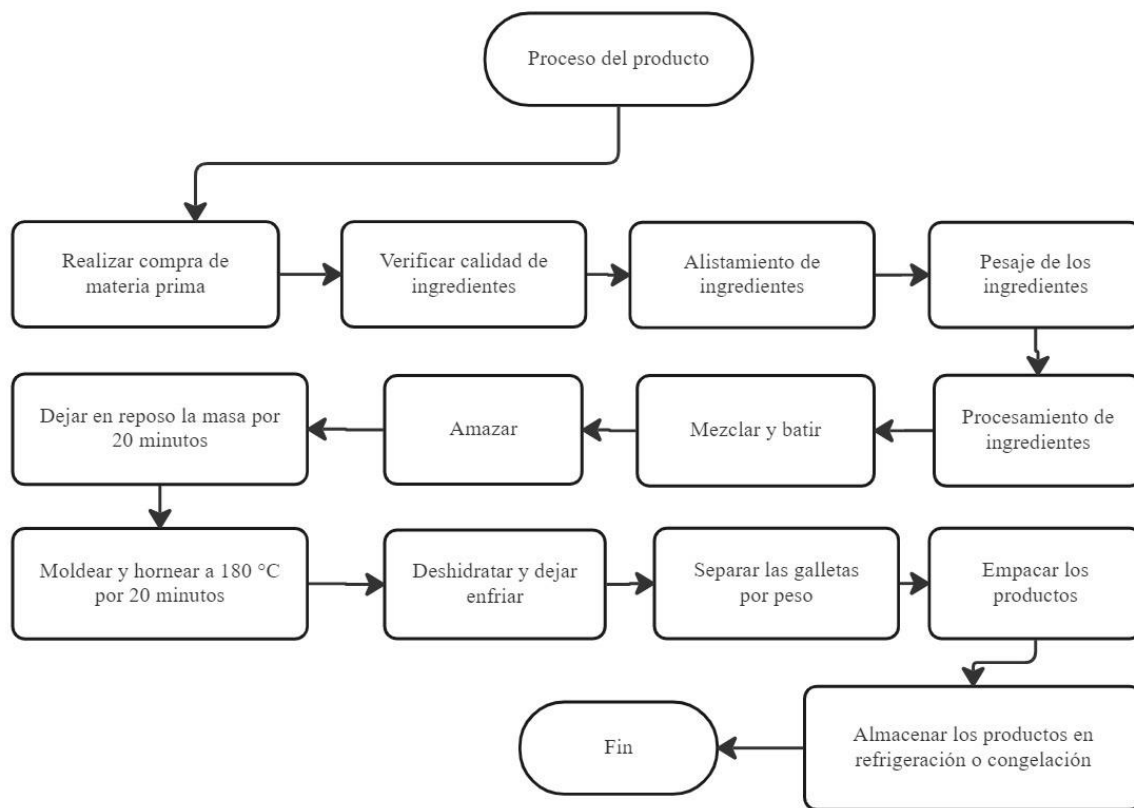 Proceso del producto
Realizar compra de
materia prima
Verificar calidad de
ingredientes
Alistamiento de
ingredientes
Pesaje de los
ingredientes
Procesamiento de
ingredientes
Mezclar y batir
Amazar
Dejar en reposo la masa por
20 minutos
Moldear y hornear a 180 °C
por 20 minutos
Deshidratar y dejar
enfriar
Separar las galletas
por peso
Empacar los
productos
Almacenar los productos en
refrigeración o congelación
Fin